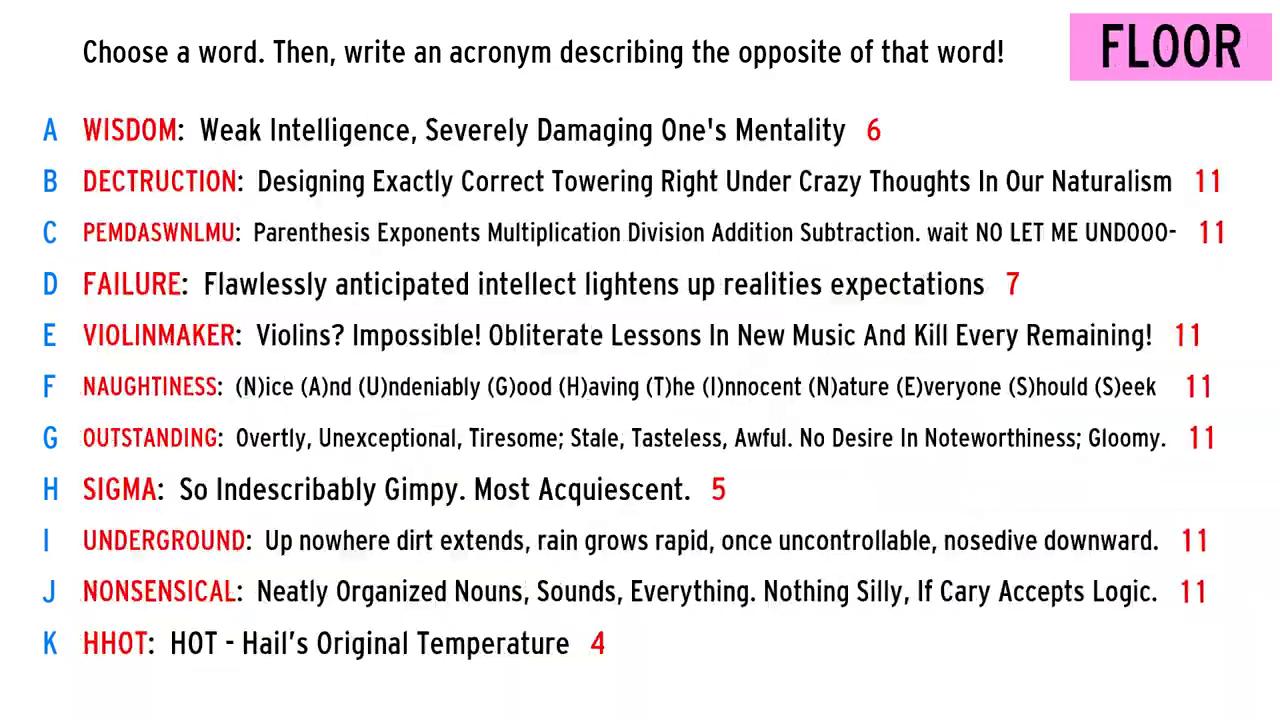 Choose a word. Then, write an acronym describing the opposite of that word!
FLOOR
A WISDOM: Weak Intelligence, Severely Damaging One's Mentality 6
B DECTRUCTION: Designing Exactly Correct Towering Right Under Crazy Thoughts In Our Naturalism 11
C PEMDASWNLMU: Parenthesis Exponents Multiplication Division Addition Subtraction. wait NO LET ME UNDOOO- 11
D FAILURE: Flawlessly anticipated intellect lightens up realities expectations 7
E VIOLINMAKER: Violins? Impossible! Obliterate Lessons In New Music And Kill Every Remaining! 11
F NAUGHTINESS: (N)ice (A)nd (U)ndeniably (G)ood (H)aving (T)he (I)nnocent (N)ature (E)veryone (S)hould (S)eek 11
G OUTSTANDING: Overtly, Unexceptional, Tiresome; Stale, Tasteless, Awful. No Desire In Noteworthiness; Gloomy. 11
H SIGMA: So Indescribably Gimpy. Most Acquiescent. 5
I UNDERGROUND: Up nowhere dirt extends, rain grows rapid, once uncontrollable, nosedive downward. 11
J NONSENSICAL: Neatly Organized Nouns, Sounds, Everything. Nothing Silly, If Cary Accepts Logic. 11
K HHOT: HOT - Hail’s Original Temperature 4